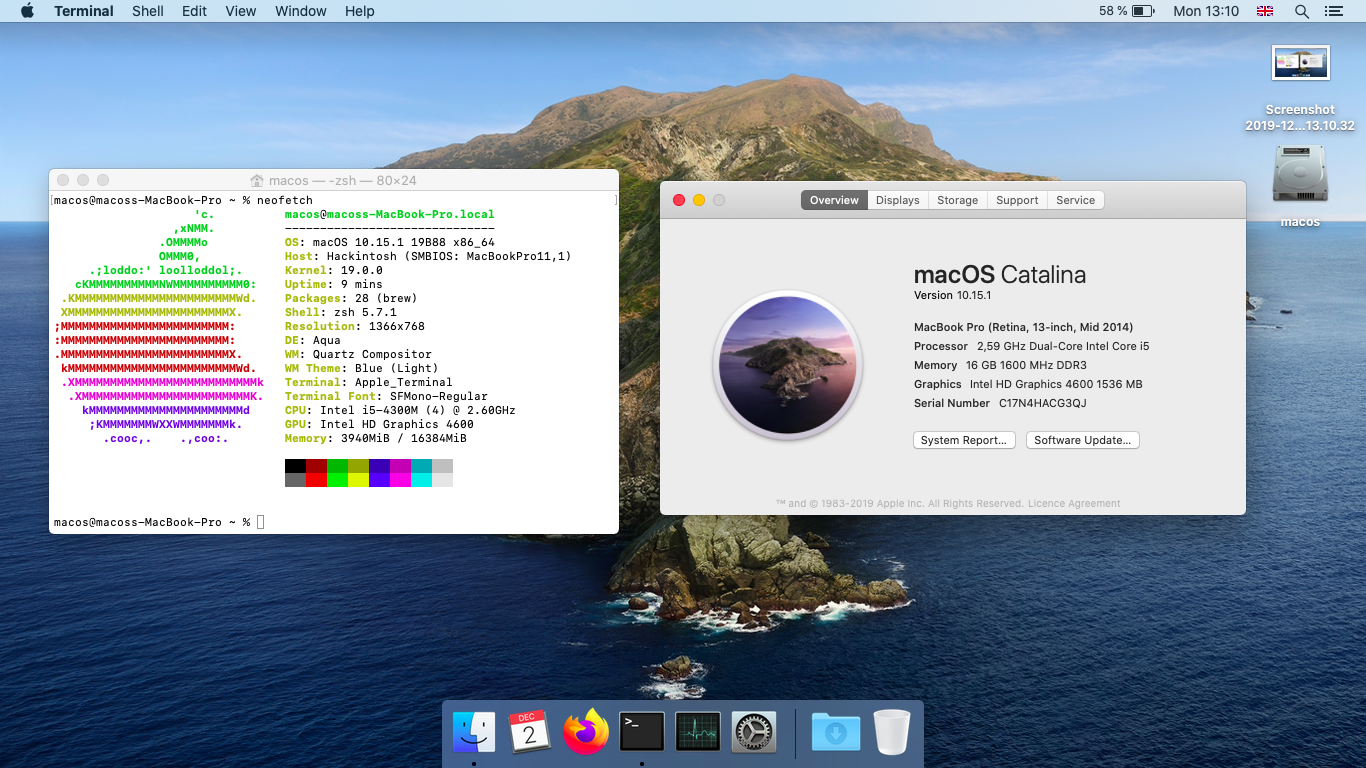 Terminal Shell Edit View Window Help 58 % Mon 13:10
Screenshot
2019-12...13.10.32
macos
macos — -zsh — 80×24
[macos@macoss-MacBook-Pro ~ % neofetch ]
'c. macos@macoss-MacBook-Pro.local
,xNMM. ------------------------------
.OMMMMo OS: macOS 10.15.1 19B88 x86_64
OMMM0, Host: Hackintosh (SMBIOS: MacBookPro11,1)
.;loddo:' loolloddol;. Kernel: 19.0.0
cKMMMMMMMMMMNWMMMMMMMMMM0: Uptime: 9 mins
.KMMMMMMMMMMMMMMMMMMMMMMMWd. Packages: 28 (brew)
XMMMMMMMMMMMMMMMMMMMMMMMX. Shell: zsh 5.7.1
;MMMMMMMMMMMMMMMMMMMMMMMM: Resolution: 1366x768
:MMMMMMMMMMMMMMMMMMMMMMMM: DE: Aqua
.MMMMMMMMMMMMMMMMMMMMMMMMX. WM: Quartz Compositor
kMMMMMMMMMMMMMMMMMMMMMMMMWd. WM Theme: Blue (Light)
.XMMMMMMMMMMMMMMMMMMMMMMMMMMk Terminal: Apple_Terminal
.XMMMMMMMMMMMMMMMMMMMMMMMMK. Terminal Font: SFMono-Regular
kMMMMMMMMMMMMMMMMMMMMMMd CPU: Intel i5-4300M (4) @ 2.60GHz
;KMMMMMMMWXXWMMMMMMMk. GPU: Intel HD Graphics 4600
.cooc,. .,coo:. Memory: 3940MiB / 16384MiB
macos@macoss-MacBook-Pro ~ %
Overview Displays Storage Support Service
macOS Catalina
Version 10.15.1
MacBook Pro (Retina, 13-inch, Mid 2014)
Processor 2,59 GHz Dual-Core Intel Core i5
Memory 16 GB 1600 MHz DDR3
Graphics Intel HD Graphics 4600 1536 MB
Serial Number C17N4HACG3QJ
System Report... Software Update...
™ and © 1983-2019 Apple Inc. All Rights Reserved. Licence Agreement
DEC
2
>_